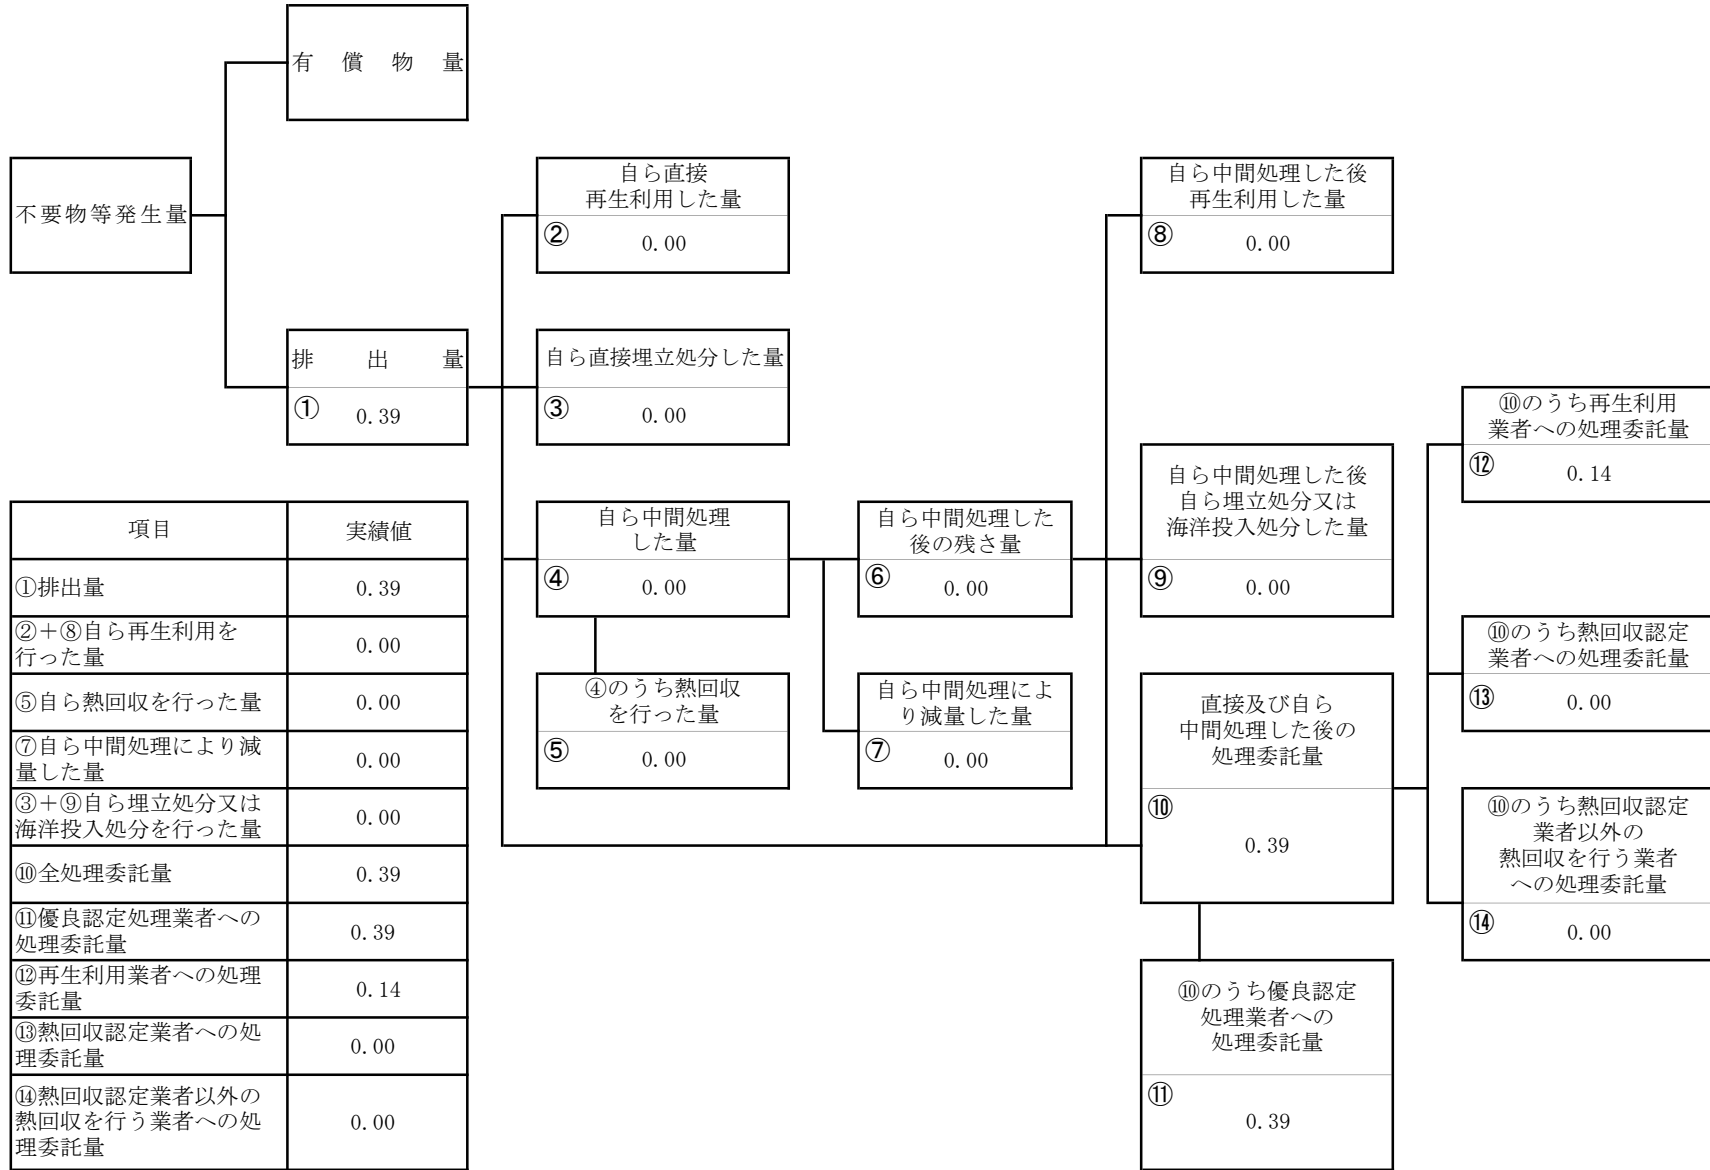 有償物量
不要物等発生量
自ら直接
再生利用した量
②
0.00
自ら中間処理した後
再生利用した量
⑧
0.00
排出量
①
0.39
自ら直接埋立処分した量
③
0.00
⑩のうち再生利用
業者への処理委託量
⑫
0.14
自ら中間処理した後
自ら埋立処分又は
海洋投入処分した量
⑨
0.00
自ら中間処理
した量
④
0.00
自ら中間処理した
後の残さ量
⑥
0.00
⑩のうち熱回収認定
業者への処理委託量
⑬
0.00
④のうち熱回収
を行った量
⑤
0.00
自ら中間処理によ
り減量した量
⑦
0.00
直接及び自ら
中間処理した後の
処理委託量
⑩
0.39
⑩のうち熱回収認定
業者以外の
熱回収を行う業者
への処理委託量
⑭
0.00
⑩のうち優良認定
処理業者への
処理委託量
⑪
0.39
項目 実績値
①排出量 0.39
②+⑧自ら再生利用を
行った量 0.00
⑤自ら熱回収を行った量 0.00
⑦自ら中間処理により減
量した量 0.00
③+⑨自ら埋立処分又は
海洋投入処分を行った量 0.00
⑩全処理委託量 0.39
⑪優良認定処理業者への
処理委託量 0.39
⑫再生利用業者への処理
委託量 0.14
⑬熱回収認定業者への処
理委託量 0.00
⑭熱回収認定業者以外の
熱回収を行う業者への処
理委託量 0.00